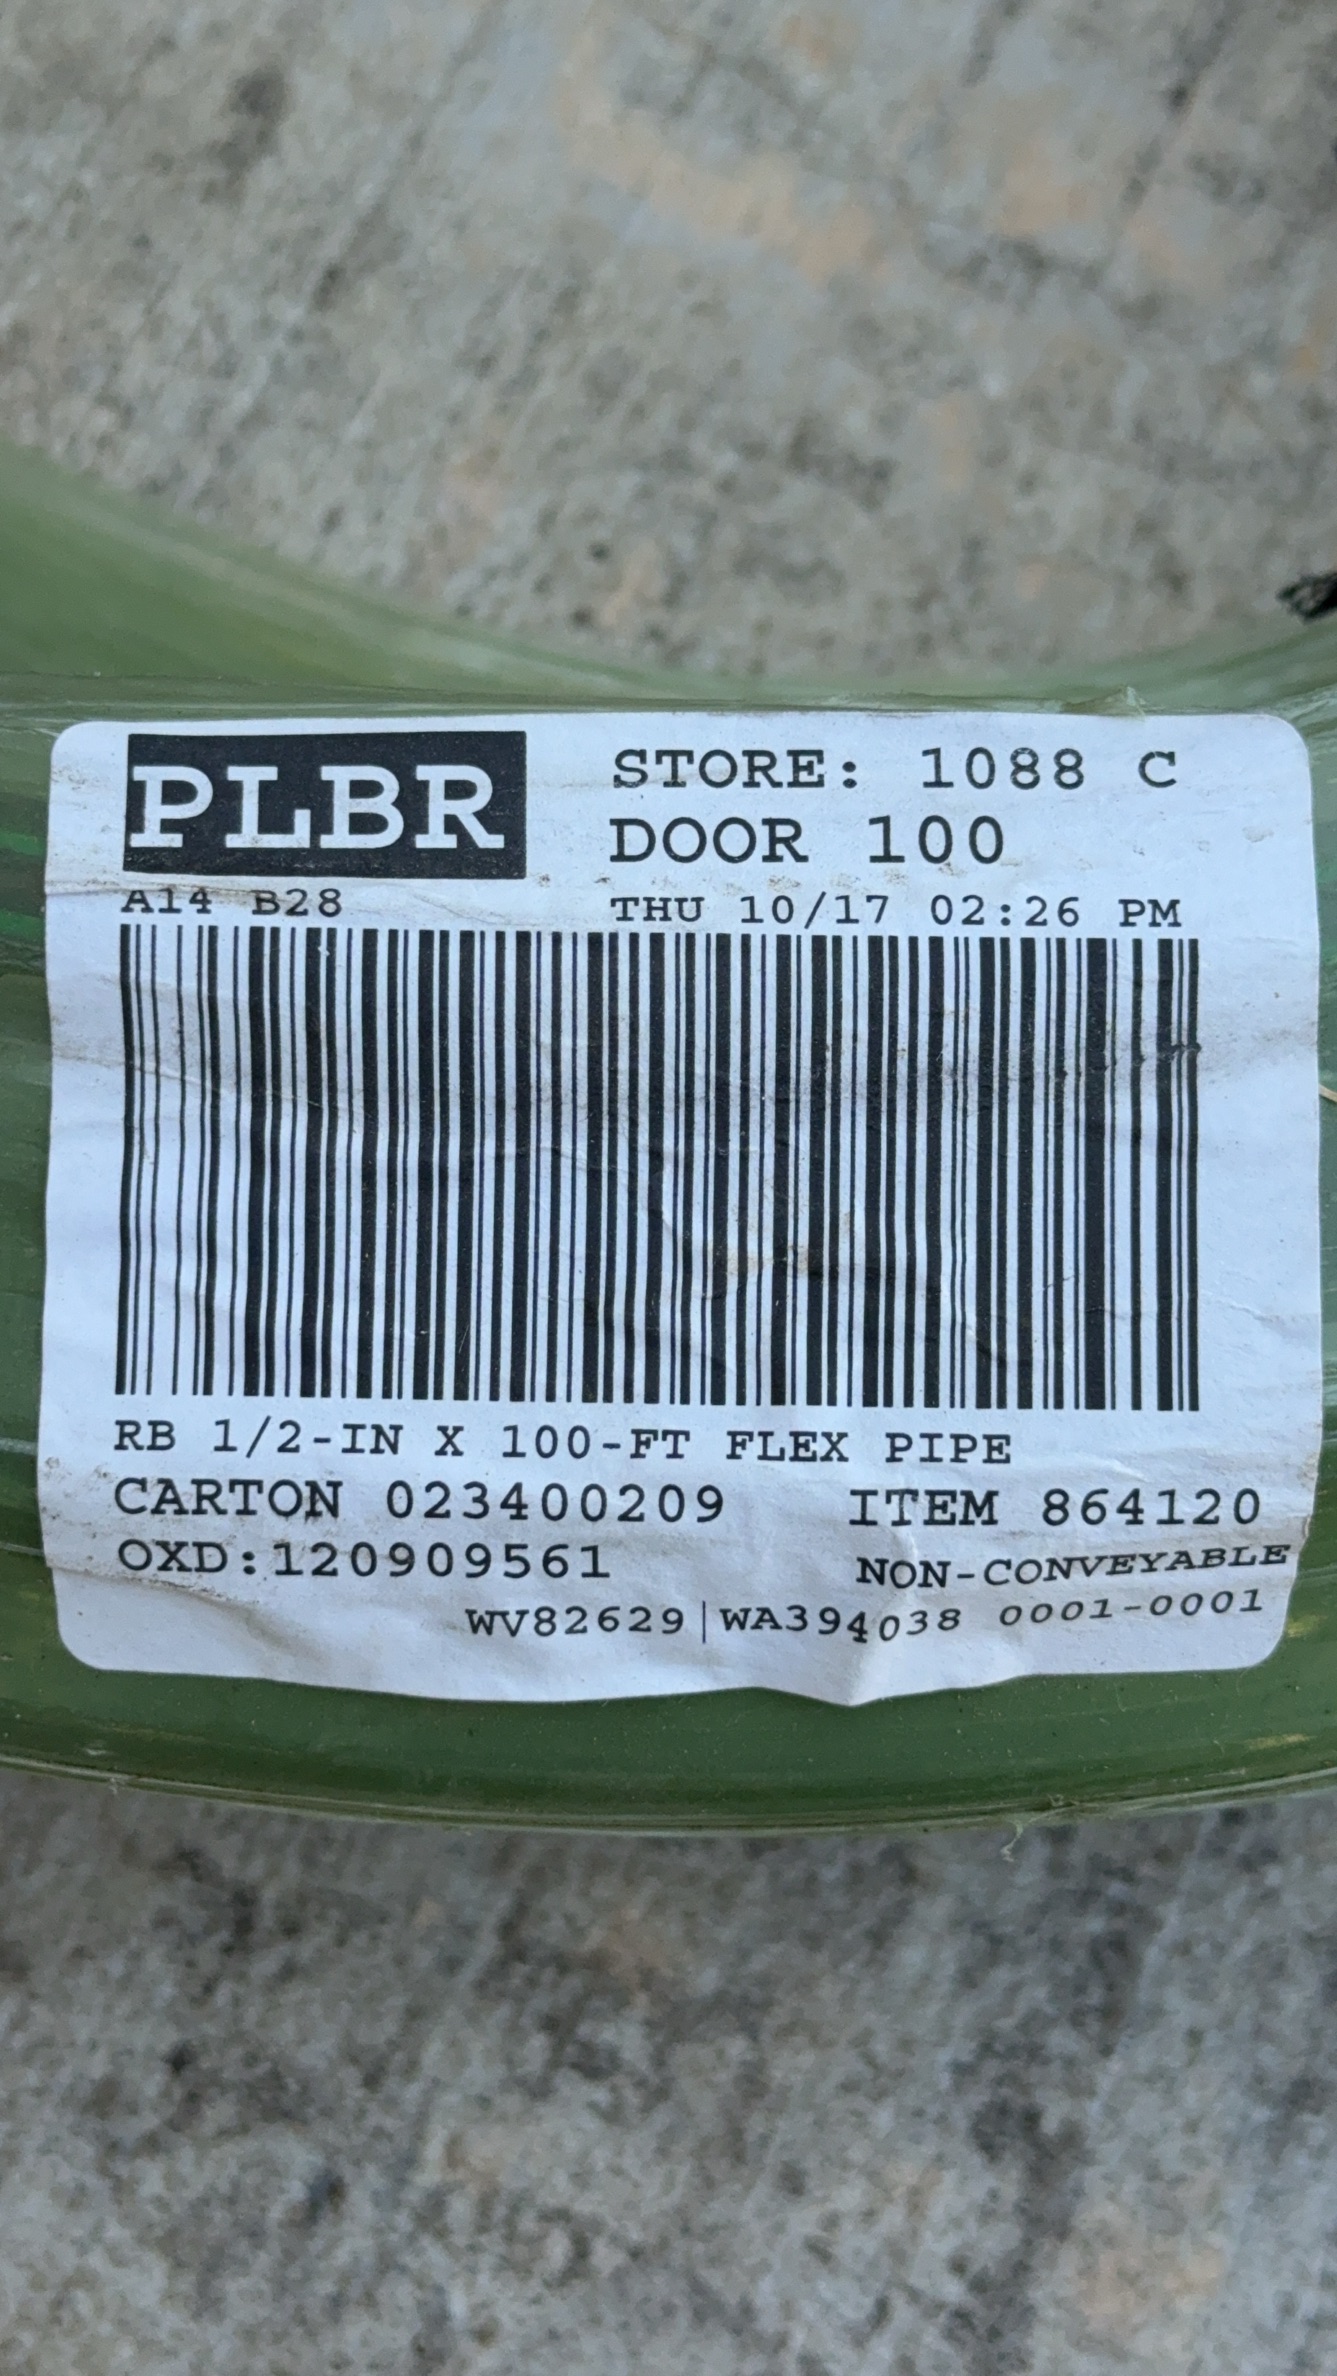 PLBR
STORE: 1088 C
DOOR 100
A14 B28
THU 10/17 02:26 PM
RB 1/2-IN X 100-FT FLEX PIPE
CARTON 023400209 ITEM 864120
OXD:120909561 NON-CONVEYABLE
WV82629|WA394038 0001-0001